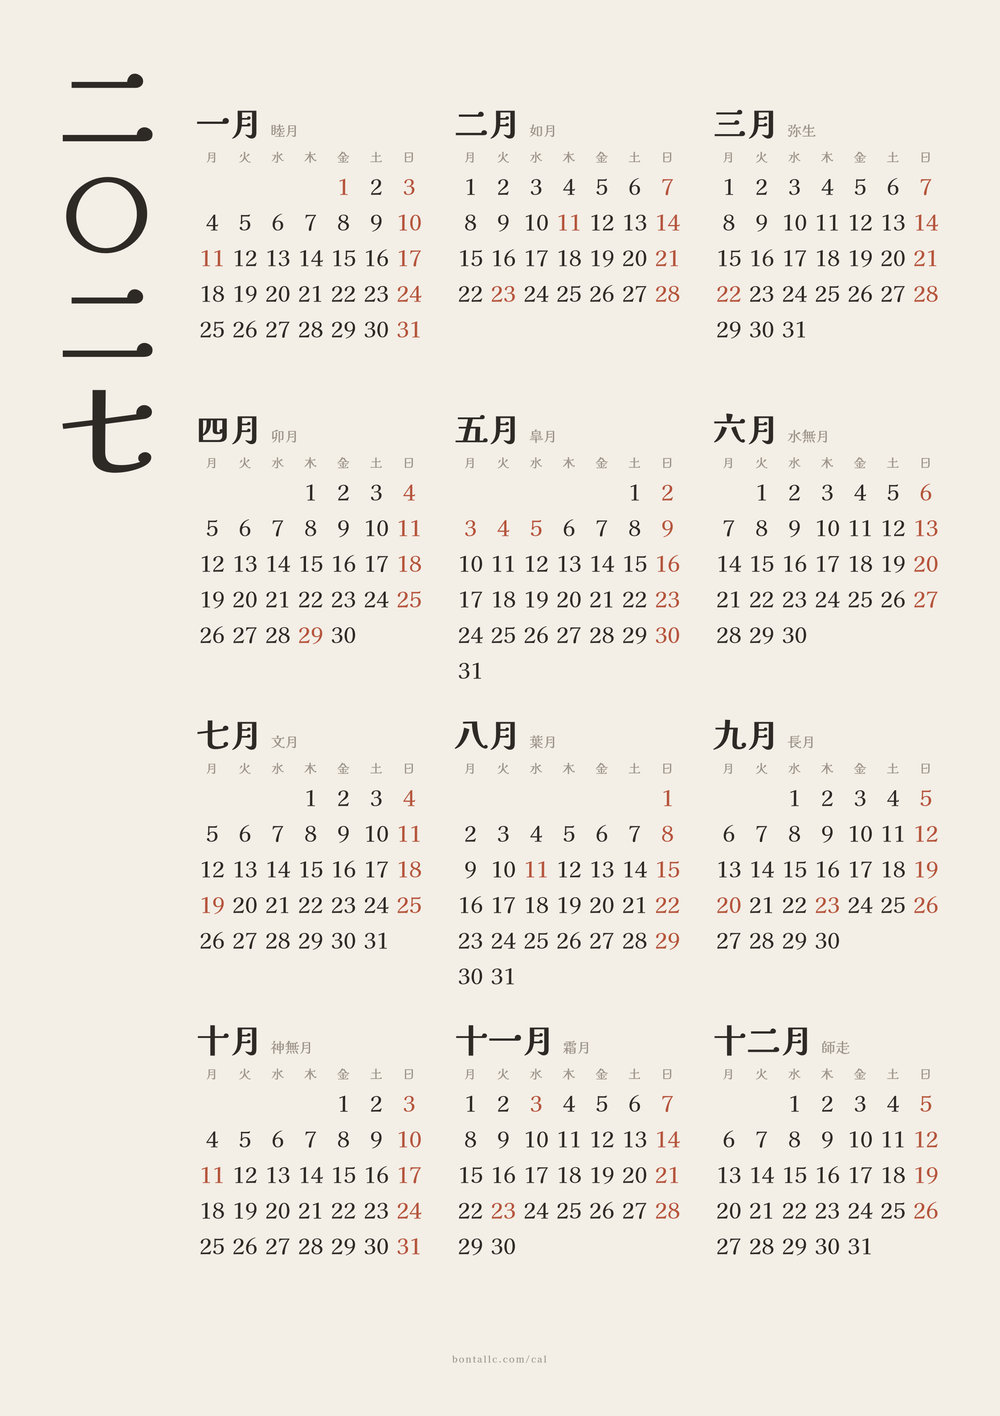 二〇二七
一月 睦月
月 火 水 木 金 土 日
1 2 3
4 5 6 7 8 9 10
11 12 13 14 15 16 17
18 19 20 21 22 23 24
25 26 27 28 29 30 31
二月 如月
月 火 水 木 金 土 日
1 2 3 4 5 6 7
8 9 10 11 12 13 14
15 16 17 18 19 20 21
22 23 24 25 26 27 28
三月 弥生
月 火 水 木 金 土 日
1 2 3 4 5 6 7
8 9 10 11 12 13 14
15 16 17 18 19 20 21
22 23 24 25 26 27 28
29 30 31
四月 卯月
月 火 水 木 金 土 日
1 2 3 4
5 6 7 8 9 10 11
12 13 14 15 16 17 18
19 20 21 22 23 24 25
26 27 28 29 30
五月 皐月
月 火 水 木 金 土 日
1 2
3 4 5 6 7 8 9
10 11 12 13 14 15 16
17 18 19 20 21 22 23
24 25 26 27 28 29 30
31
六月 水無月
月 火 水 木 金 土 日
1 2 3 4 5 6
7 8 9 10 11 12 13
14 15 16 17 18 19 20
21 22 23 24 25 26 27
28 29 30
七月 文月
月 火 水 木 金 土 日
1 2 3 4
5 6 7 8 9 10 11
12 13 14 15 16 17 18
19 20 21 22 23 24 25
26 27 28 29 30 31
八月 葉月
月 火 水 木 金 土 日
1
2 3 4 5 6 7 8
9 10 11 12 13 14 15
16 17 18 19 20 21 22
23 24 25 26 27 28 29
30 31
九月 長月
月 火 水 木 金 土 日
1 2 3 4 5
6 7 8 9 10 11 12
13 14 15 16 17 18 19
20 21 22 23 24 25 26
27 28 29 30
十月 神無月
月 火 水 木 金 土 日
1 2 3
4 5 6 7 8 9 10
11 12 13 14 15 16 17
18 19 20 21 22 23 24
25 26 27 28 29 30 31
十一月 霜月
月 火 水 木 金 土 日
1 2 3 4 5 6 7
8 9 10 11 12 13 14
15 16 17 18 19 20 21
22 23 24 25 26 27 28
29 30
十二月 師走
月 火 水 木 金 土 日
1 2 3 4 5
6 7 8 9 10 11 12
13 14 15 16 17 18 19
20 21 22 23 24 25 26
27 28 29 30 31
bontallc.com/cal